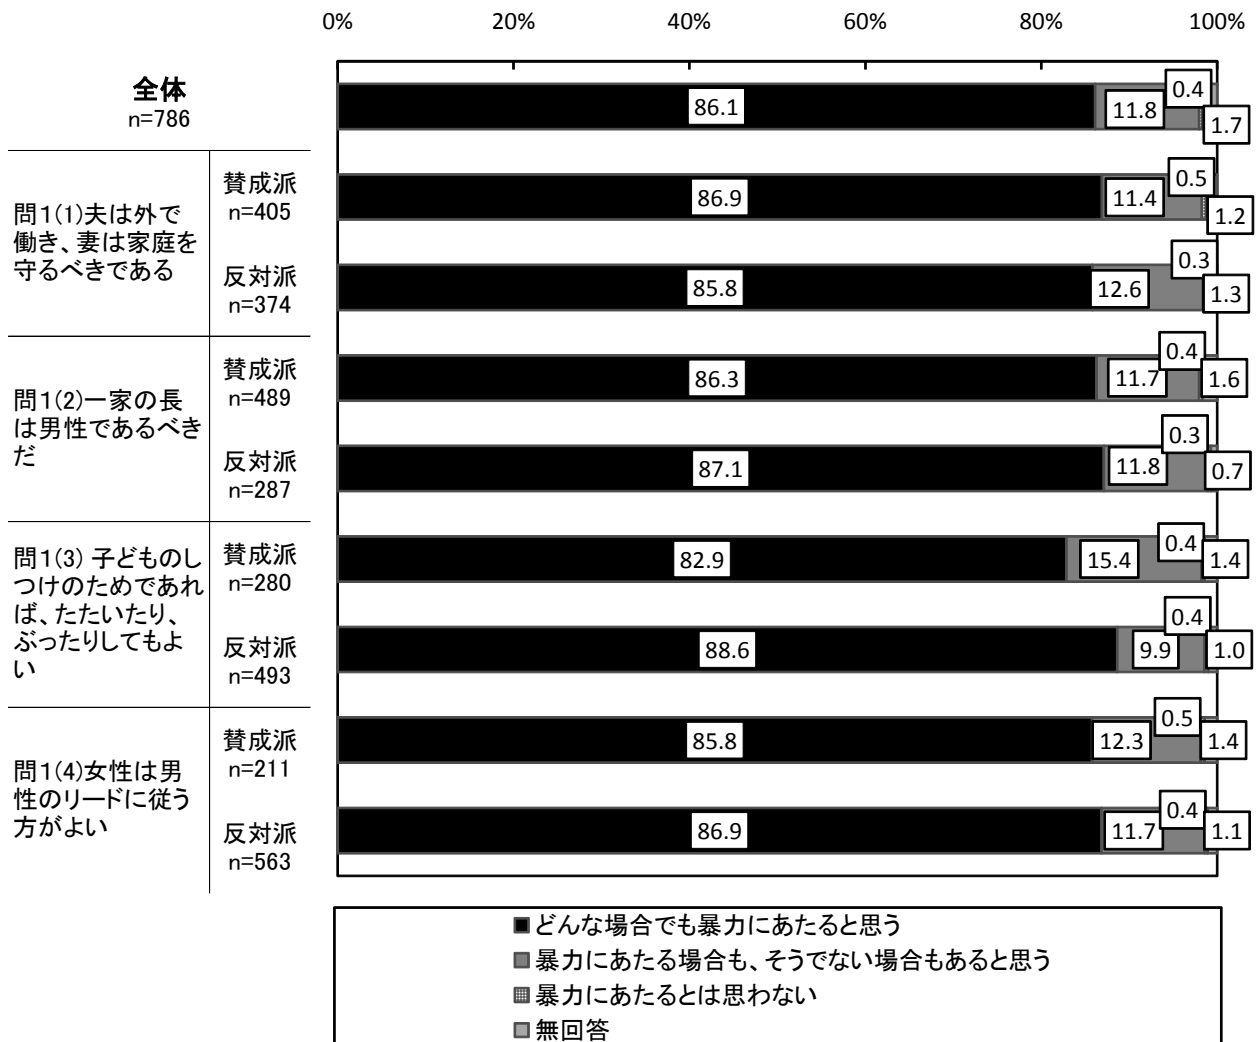 0%
20%
40%
60%
80%
100%
全体
n=786
86.1
11.8
0.4
1.7
問1(1)夫は外で
働き、妻は家庭を
守るべきである
賛成派
n=405
86.9
11.4
0.5
1.2
反対派
n=374
85.8
12.6
0.3
1.3
問1(2)一家の長
は男性であるべき
だ
賛成派
n=489
86.3
11.7
0.4
1.6
反対派
n=287
87.1
11.8
0.3
0.7
問1(3) 子どものし
つけのためであれ
ば、たたいたり、
ぶったりしてもよ
い
賛成派
n=280
82.9
15.4
0.4
1.4
反対派
n=493
88.6
9.9
0.4
1.0
問1(4)女性は男
性のリードに従う
方がよい
賛成派
n=211
85.8
12.3
0.5
1.4
反対派
n=563
86.9
11.7
0.4
1.1
どんな場合でも暴力にあたると思う
暴力にあたる場合も、そうでない場合もあると思う
暴力にあたるとは思わない
無回答